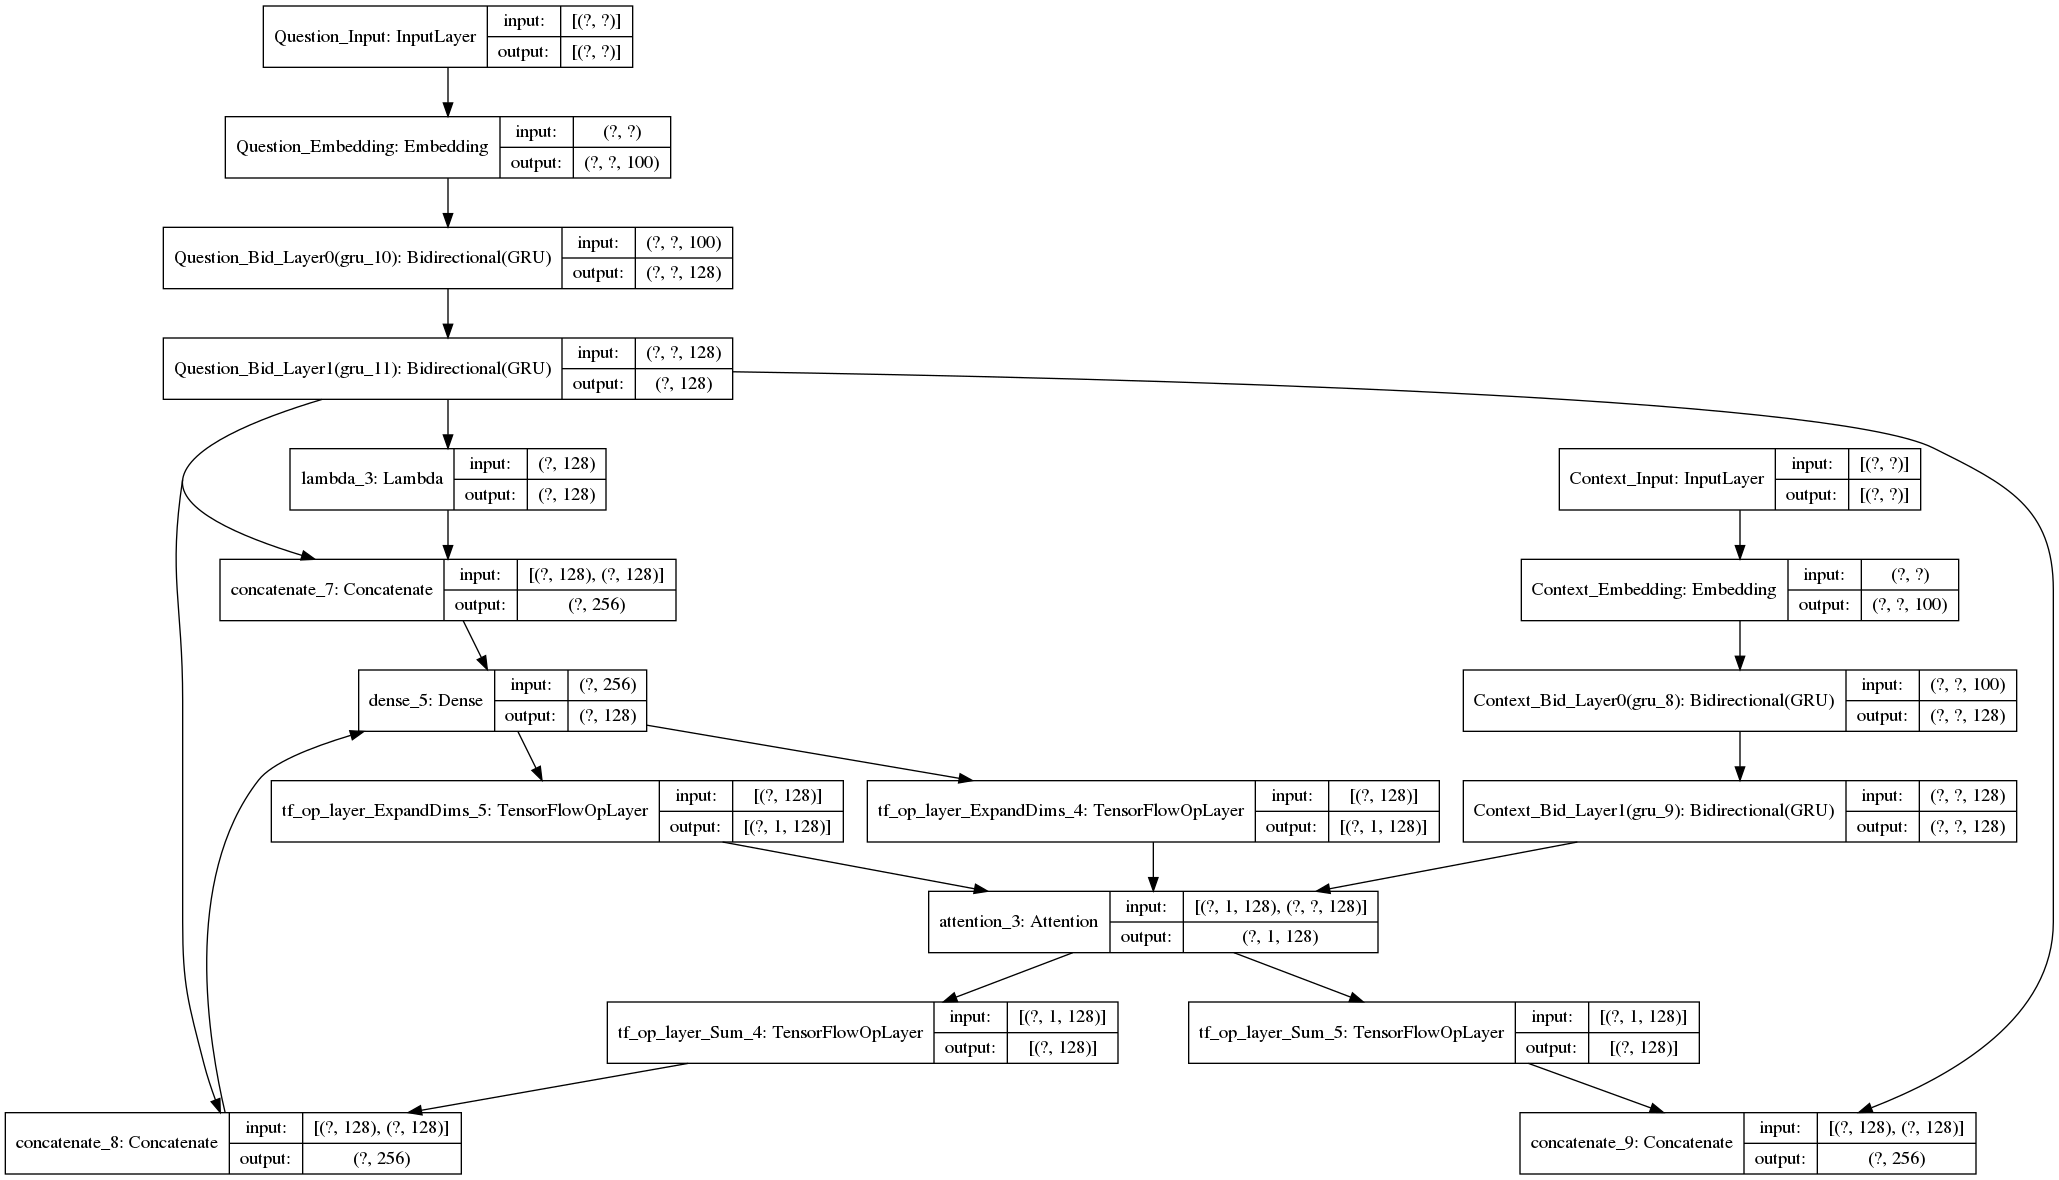 Question_Input: InputLayer
input: [(?, ?)]
output: [(?, ?)]
Question_Embedding: Embedding
input: (?, ?)
output: (?, ?, 100)
Question_Bid_Layer0(gru_10): Bidirectional(GRU)
input: (?, ?, 100)
output: (?, ?, 128)
Question_Bid_Layer1(gru_11): Bidirectional(GRU)
input: (?, ?, 128)
output: (?, 128)
lambda_3: Lambda
input: (?, 128)
output: (?, 128)
Context_Input: InputLayer
input: [(?, ?)]
output: [(?, ?)]
concatenate_7: Concatenate
input: [(?, 128), (?, 128)]
output: (?, 256)
Context_Embedding: Embedding
input: (?, ?)
output: (?, ?, 100)
dense_5: Dense
input: (?, 256)
output: (?, 128)
Context_Bid_Layer0(gru_8): Bidirectional(GRU)
input: (?, ?, 100)
output: (?, ?, 128)
tf_op_layer_ExpandDims_5: TensorFlowOpLayer
input: [(?, 128)]
output: [(?, 1, 128)]
tf_op_layer_ExpandDims_4: TensorFlowOpLayer
input: [(?, 128)]
output: [(?, 1, 128)]
Context_Bid_Layer1(gru_9): Bidirectional(GRU)
input: (?, ?, 128)
output: (?, ?, 128)
attention_3: Attention
input: [(?, 1, 128), (?, ?, 128)]
output: (?, 1, 128)
tf_op_layer_Sum_4: TensorFlowOpLayer
input: [(?, 1, 128)]
output: [(?, 128)]
tf_op_layer_Sum_5: TensorFlowOpLayer
input: [(?, 1, 128)]
output: [(?, 128)]
concatenate_8: Concatenate
input: [(?, 128), (?, 128)]
output: (?, 256)
concatenate_9: Concatenate
input: [(?, 128), (?, 128)]
output: (?, 256)